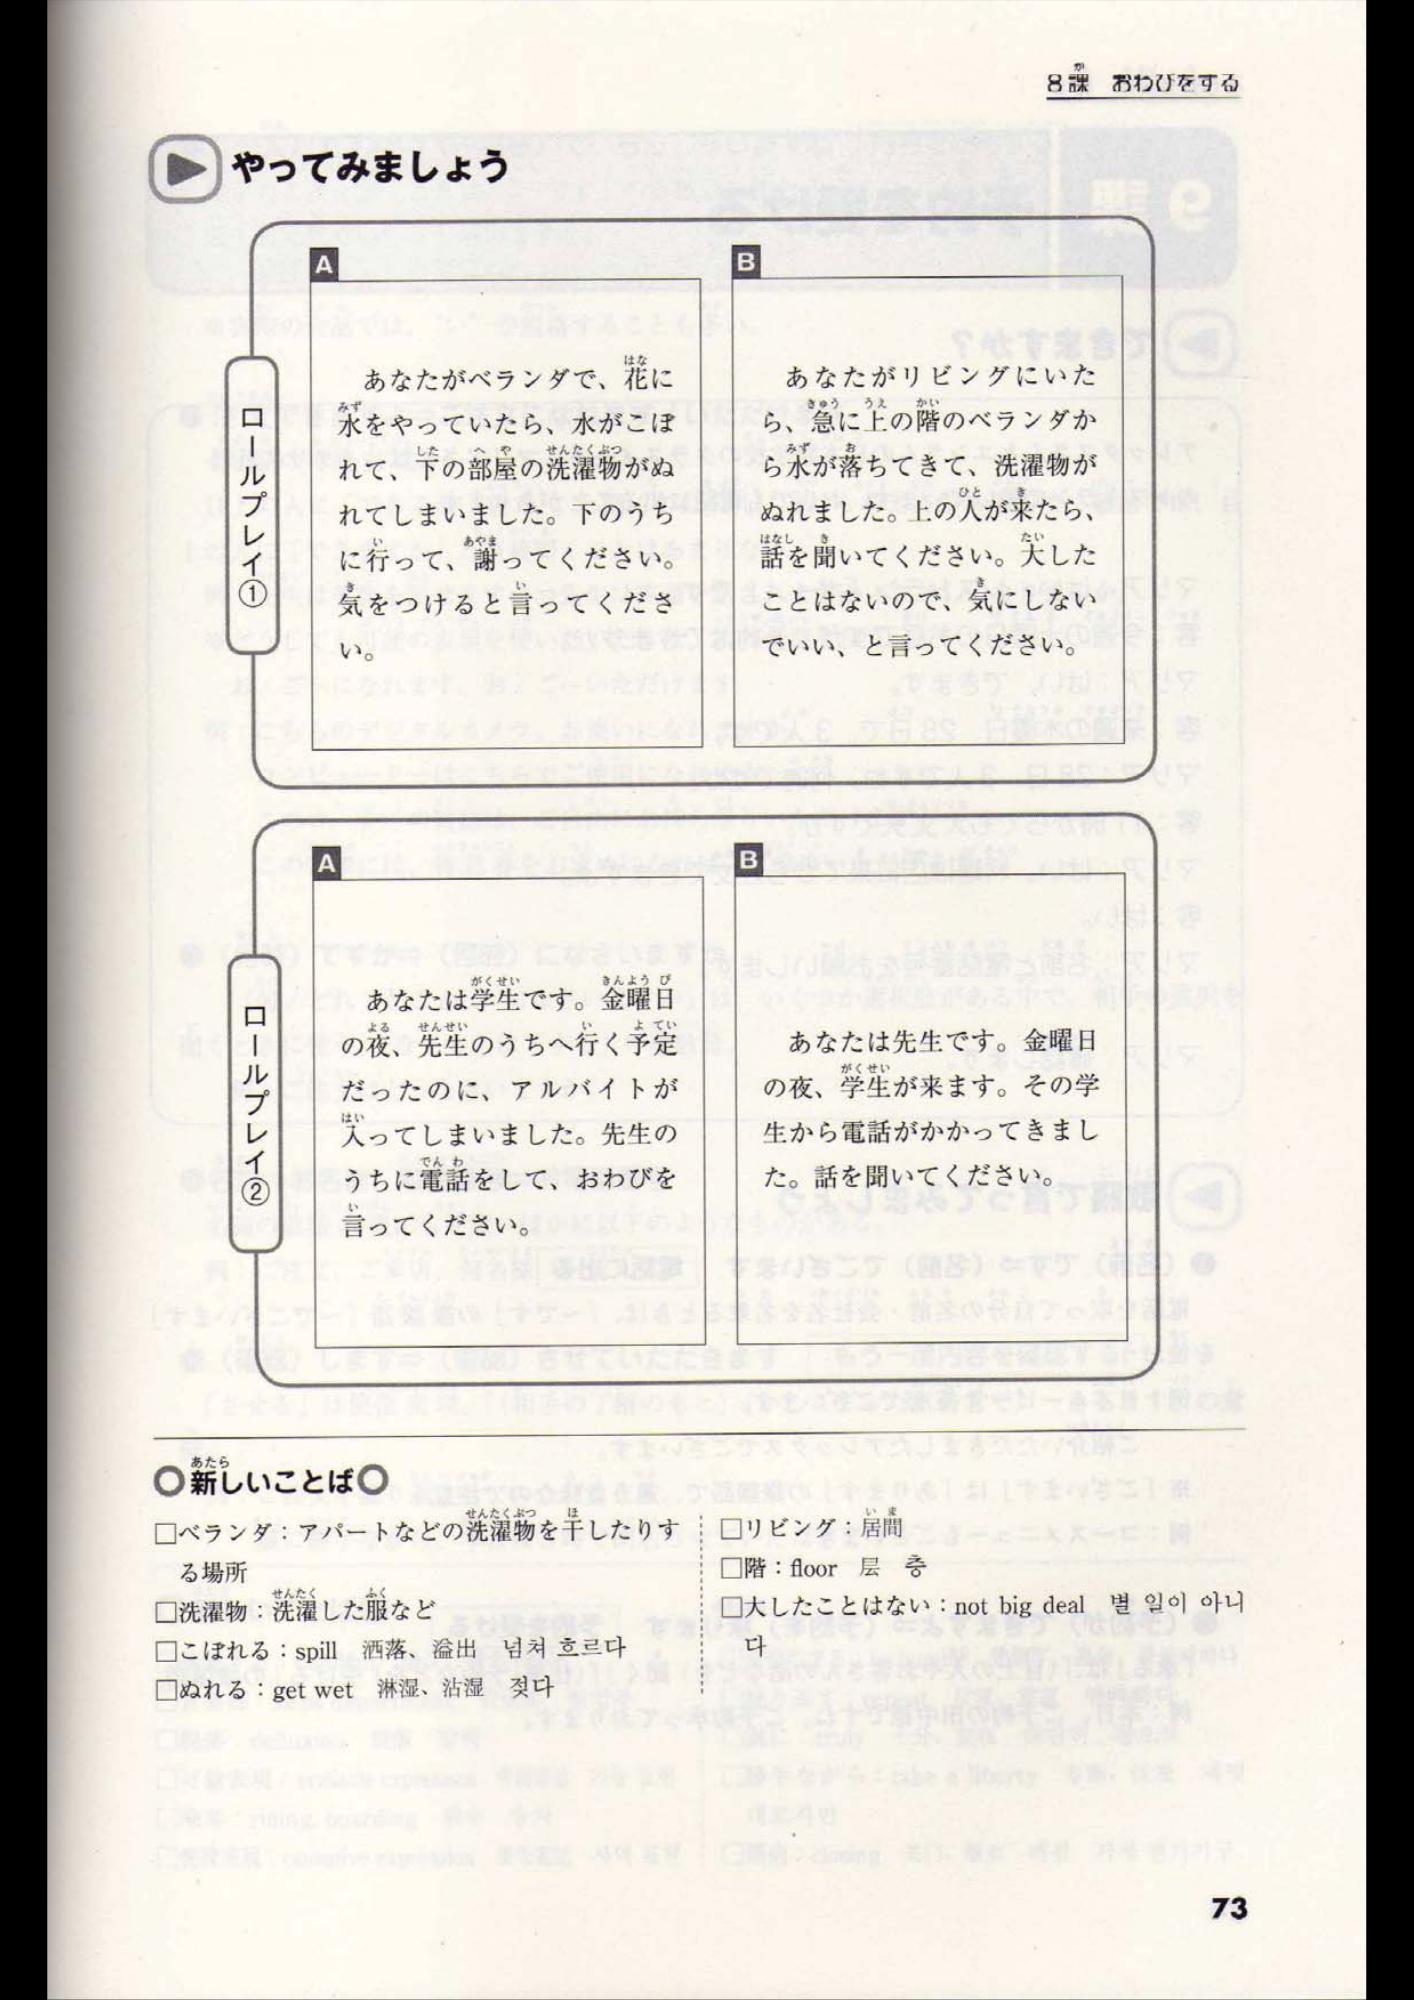 8課 おわびをする
やってみましょう
ロールプレイ①
A
あなたがベランダで、花に
水をやっていたら、水がこぼ
れて、下の部屋の洗濯物がぬ
れてしまいました。下のうち
に行って、謝ってください。
気をつけると言ってくださ
い。
B
あなたがリビングにいた
ら、急に上の階のベランダか
ら水が落ちてきて、洗濯物が
ぬれました。上の人が来たら、
話を聞いてください。大した
ことはないので、気にしない
でいい、と言ってください。
ロールプレイ②
A
あなたは学生です。金曜日
の夜、先生のうちへ行く予定
だったのに、アルバイトが
入ってしまいました。先生の
うちに電話をして、おわびを
言ってください。
B
あなたは先生です。金曜日
の夜、学生が来ます。その学
生から電話がかかってきまし
た。話を聞いてください。
○新しいことば○
□ベランダ：アパートなどの洗濯物を干したりす
る場所
□洗濯物：洗濯した服など
□こぼれる：spill 洒落、溢出 넘쳐 흐르다
□ぬれる：get wet 淋湿、沾湿 젖다
□リビング：居間
□階：floor 层 층
□大したことはない：not big deal 별 일이 아니
다
73